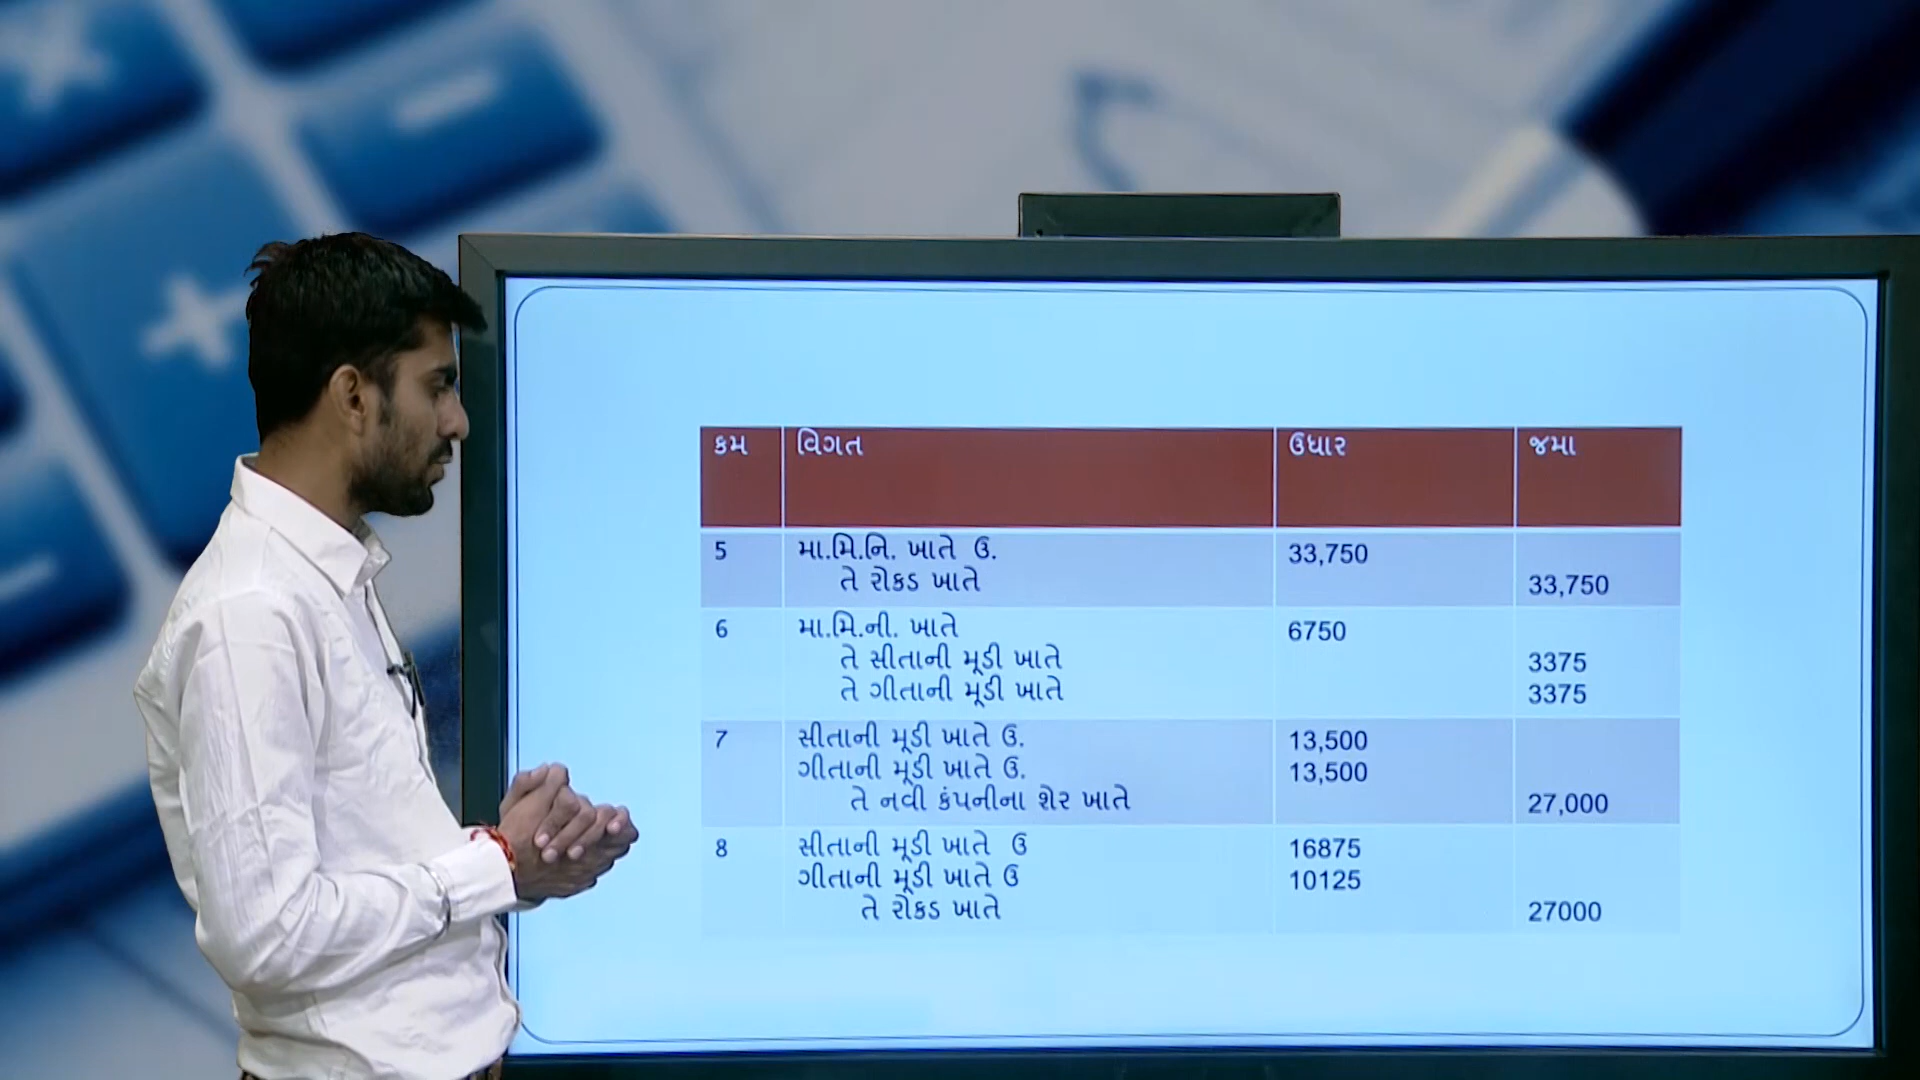 કમ વિગત ઉધાર જમા
5 મા.મિ.નિ. ખાતે ઉ. 33,750
તે રોકડ ખાતે 33,750
6 મા.મિ.ની. ખાતે 6750
તે સીતાની મૂડી ખાતે 3375
તે ગીતાની મૂડી ખાતે 3375
7 સીતાની મૂડી ખાતે ઉ. 13,500
ગીતાની મૂડી ખાતે ઉ. 13,500
તે નવી કંપનીના શેર ખાતે 27,000
8 સીતાની મૂડી ખાતે ઉ 16875
ગીતાની મૂડી ખાતે ઉ 10125
તે રોકડ ખાતે 27000